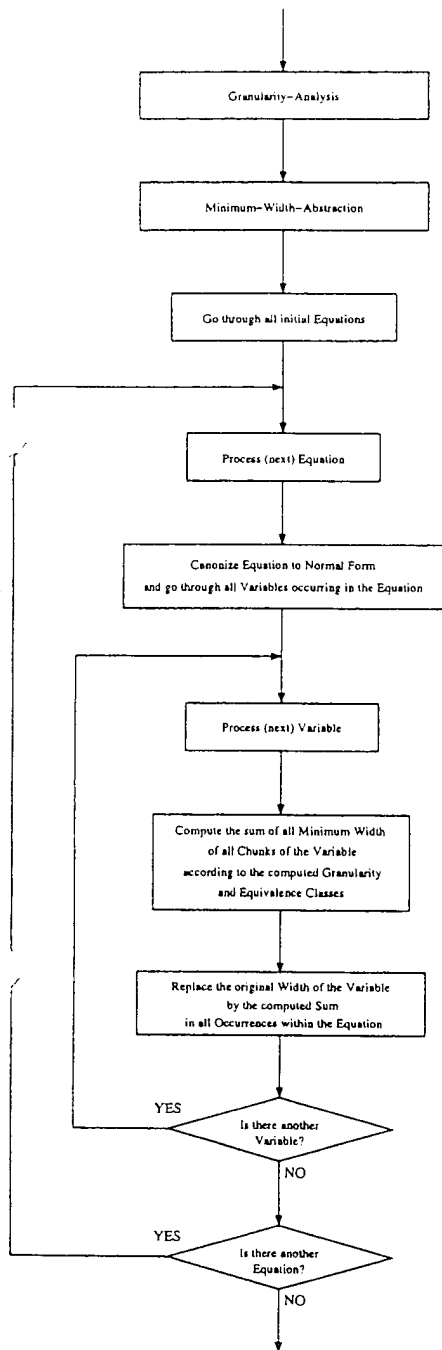 Granularity-Analysis
Minimum-Width-Abstraction
Go through all initial Equations
Process (next) Equation
Canonize Equation to Normal Form
and go through all Variables occurring in the Equation
Process (next) Variable
Compute the sum of all Minimum Width
of all Chunks of the Variable
according to the computed Granularity
and Equivalence Classes
Replace the original Width of the Variable
by the computed Sum
in all Occurrences within the Equation
YES
Is there another
Variable?
NO
YES
Is there another
Equation?
NO